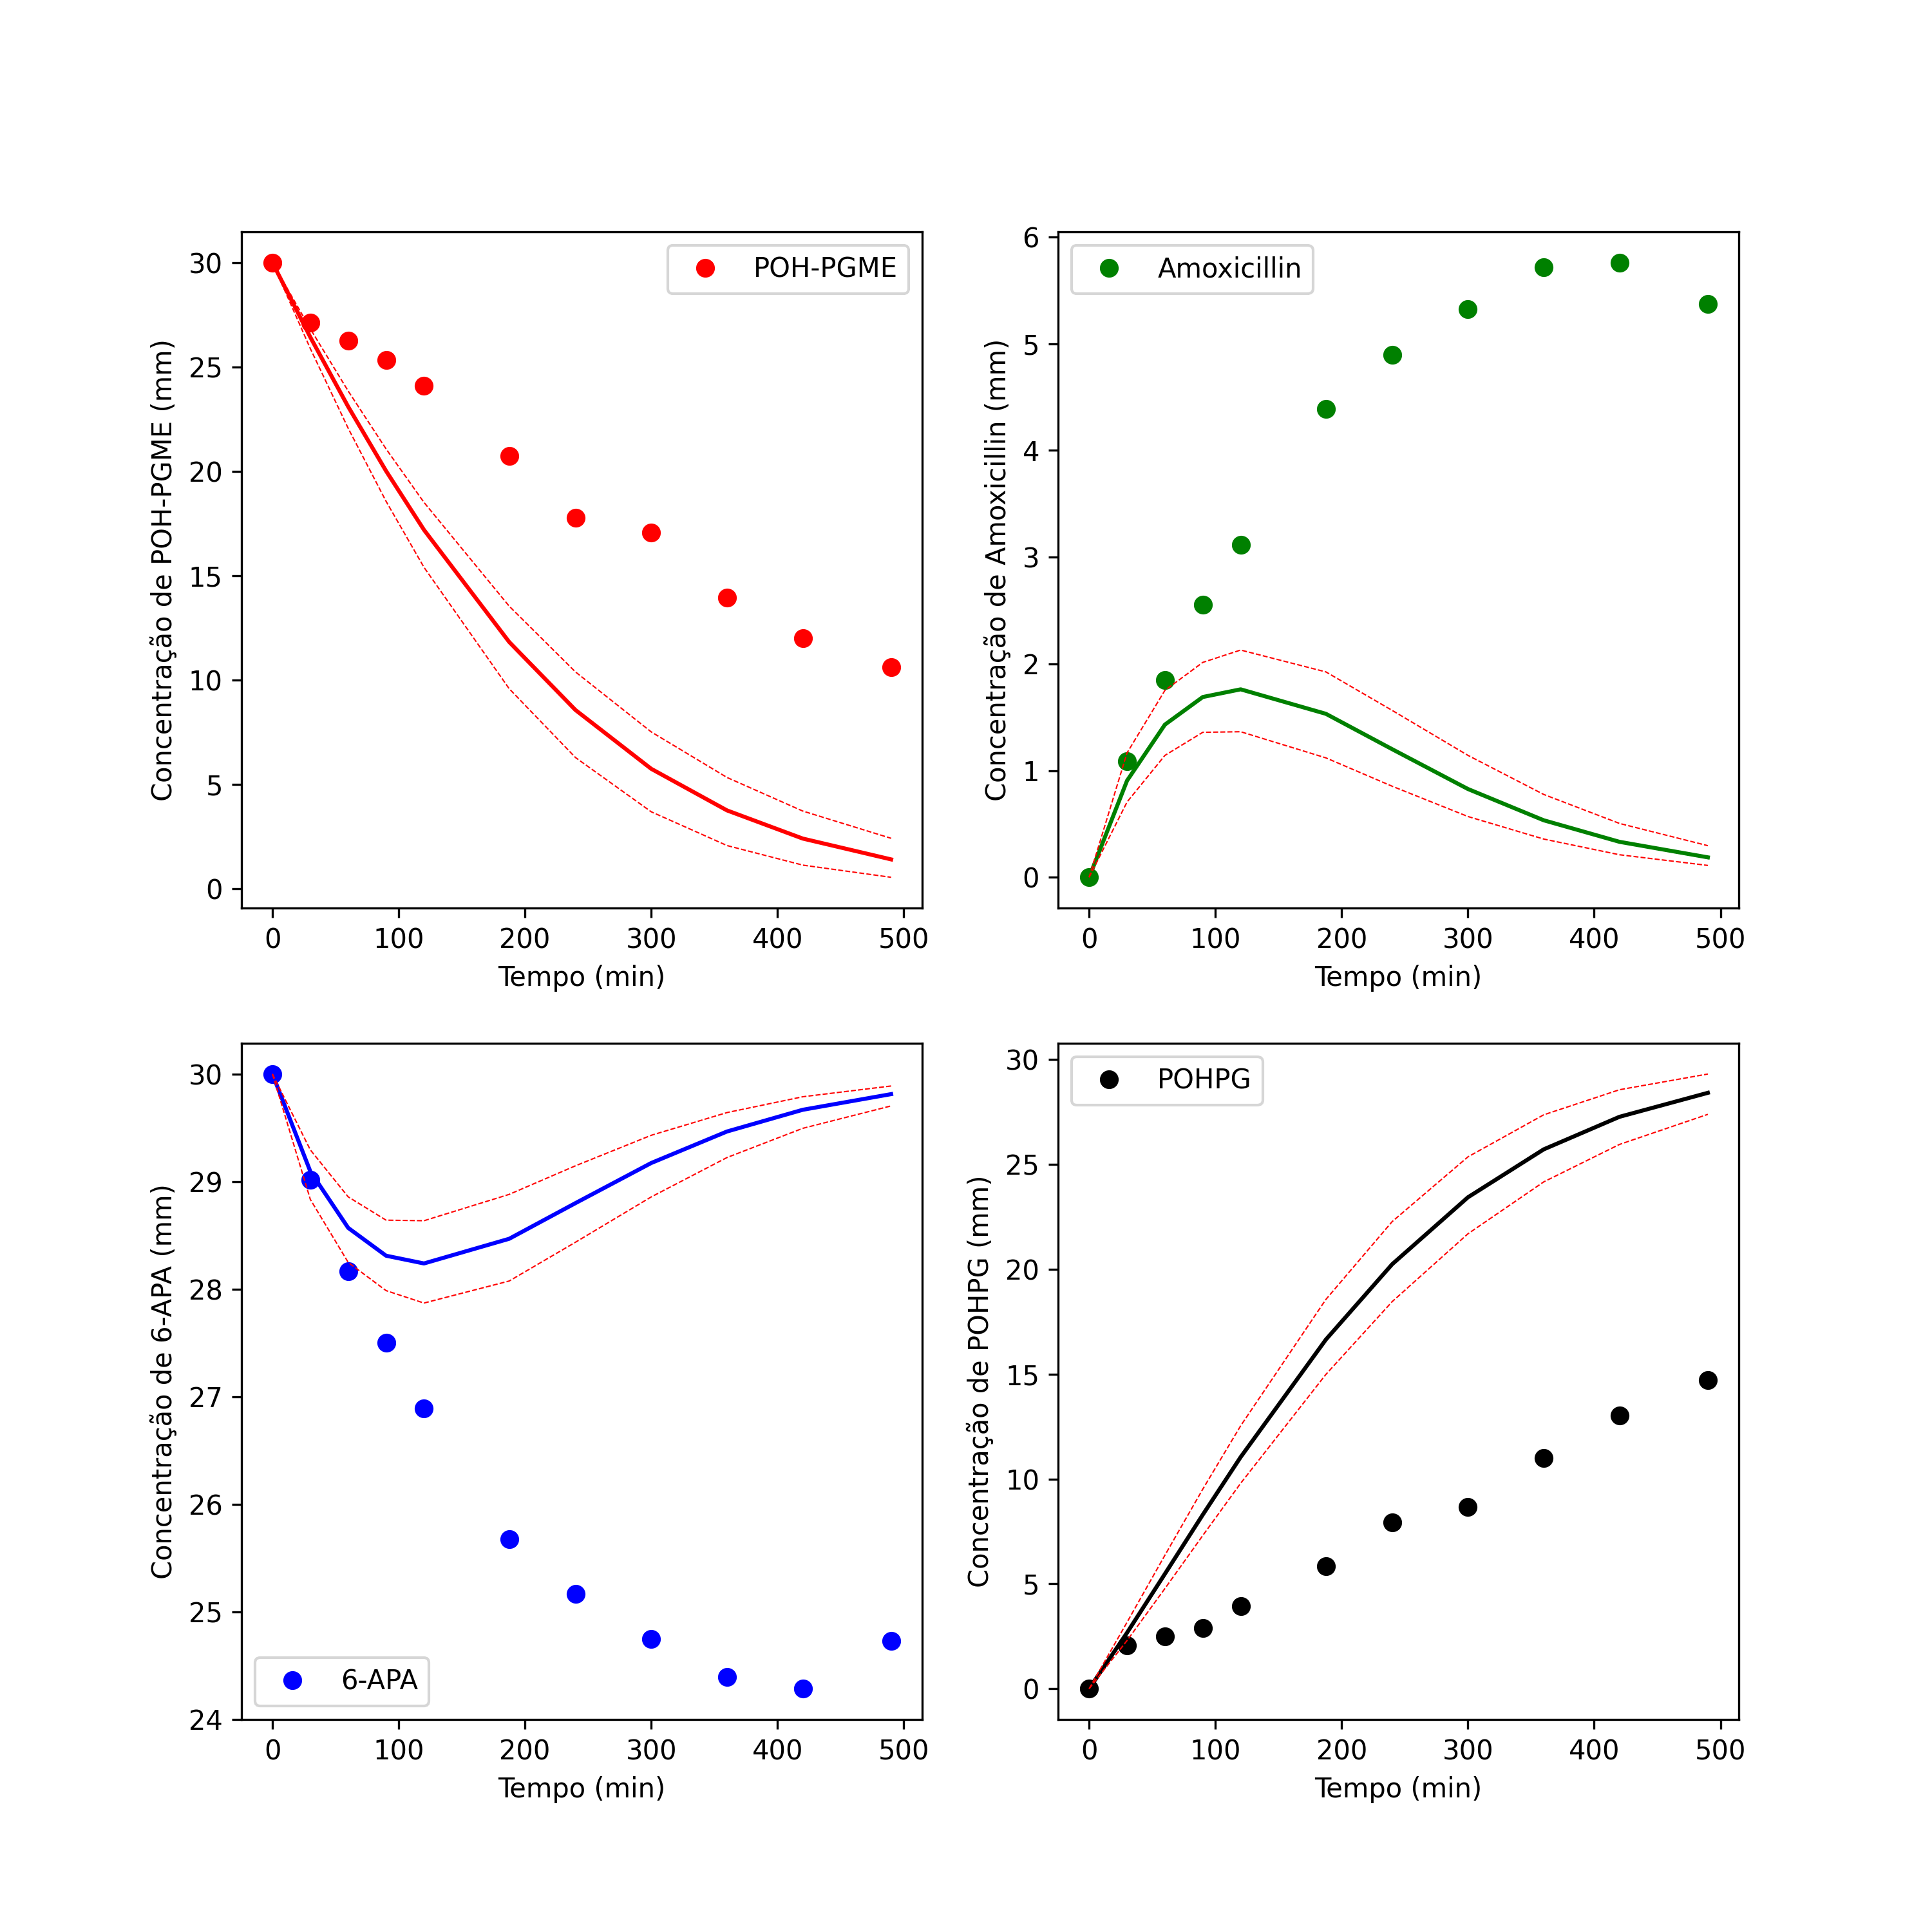 POH-PGME
30
25
20
15
10
5
0
Concentração de POH-PGME (mm)
0 100 200 300 400 500
Tempo (min)
Amoxicillin
6
5
4
3
2
1
0
Concentração de Amoxicillin (mm)
0 100 200 300 400 500
Tempo (min)
6-APA
30
29
28
27
26
25
24
Concentração de 6-APA (mm)
0 100 200 300 400 500
Tempo (min)
POHPG
30
25
20
15
10
5
0
Concentração de POHPG (mm)
0 100 200 300 400 500
Tempo (min)